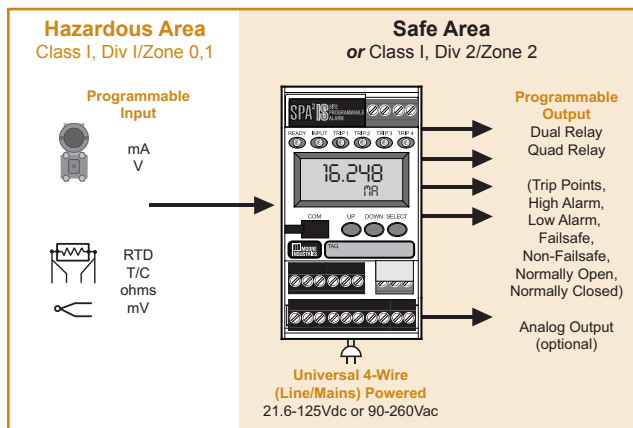 Hazardous Area
Class I, Div I/Zone 0,1
Safe Area
or Class I, Div 2/Zone 2
Programmable
Input
mA
V
RTD
T/C
ohms
mV
SPA2 IS SITE
PROGRAMMABLE
ALARM
READY INPUT TRIP 1 TRIP 2 TRIP 3 TRIP 4
16.248
MA
COM UP DOWN SELECT
MOORE
INDUSTRIES
TAG
Universal 4-Wire
(Line/Mains) Powered
21.6-125Vdc or 90-260Vac
Programmable
Output
Dual Relay
Quad Relay
(Trip Points,
High Alarm,
Low Alarm,
Failsafe,
Non-Failsafe,
Normally Open,
Normally Closed)
Analog Output
(optional)